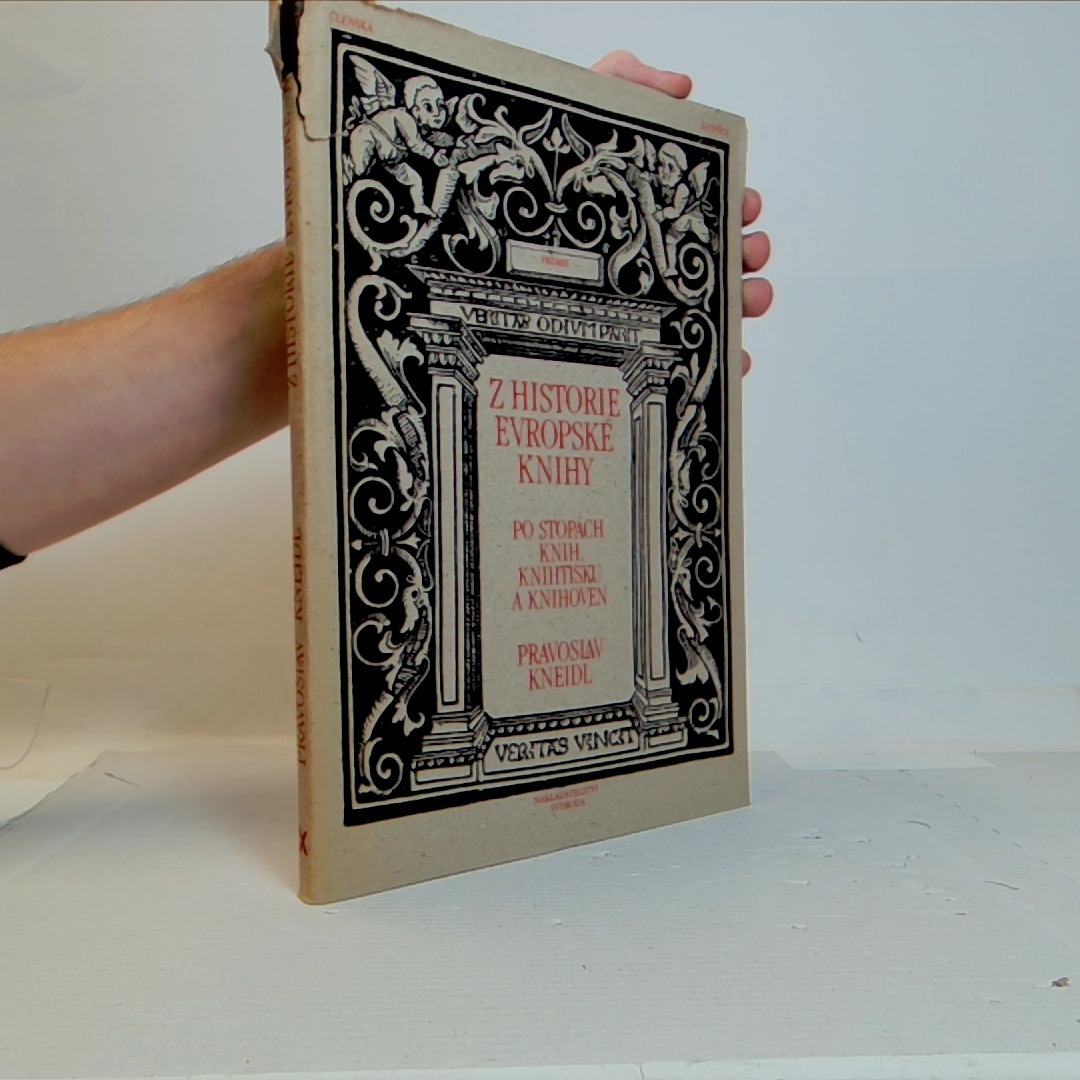 ČLENSKÁ
PRÉMIE
VERITAS ODIVM PARIT
Z HISTORIE
EVROPSKÉ
KNIHY
PO STOPÁCH
KNIH,
KNIHTISKU
A KNIHOVEN
PRAVOSLAV
KNEIDL
VERITAS VINCIT
NAKLADATELSTVÍ
SVOBODA
PRAVOSLAV KNEIDL